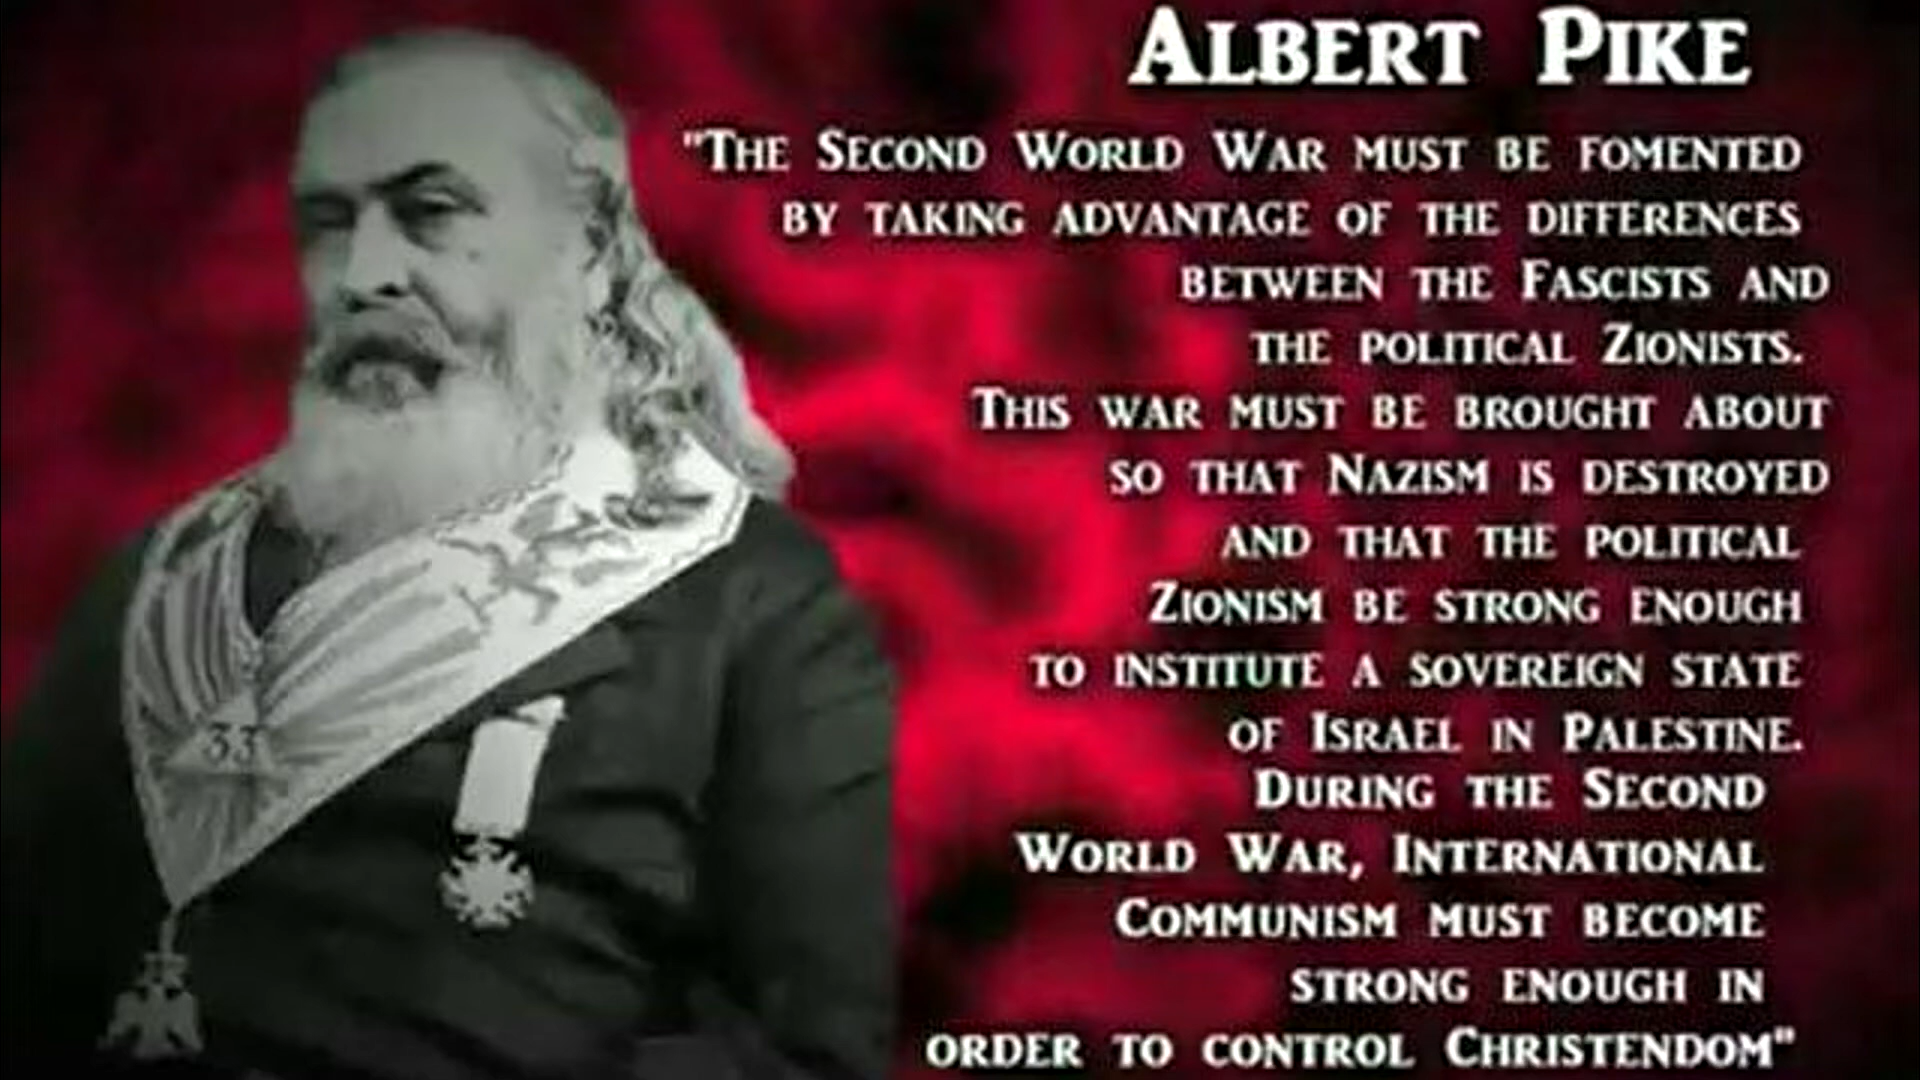 ALBERT PIKE
"THE SECOND WORLD WAR MUST BE FOMENTED
BY TAKING ADVANTAGE OF THE DIFFERENCES
BETWEEN THE FASCISTS AND
THE POLITICAL ZIONISTS.
THIS WAR MUST BE BROUGHT ABOUT
SO THAT NAZISM IS DESTROYED
AND THAT THE POLITICAL
ZIONISM BE STRONG ENOUGH
TO INSTITUTE A SOVEREIGN STATE
OF ISRAEL IN PALESTINE.
DURING THE SECOND
WORLD WAR, INTERNATIONAL
COMMUNISM MUST BECOME
STRONG ENOUGH IN
ORDER TO CONTROL CHRISTENDOM"
33